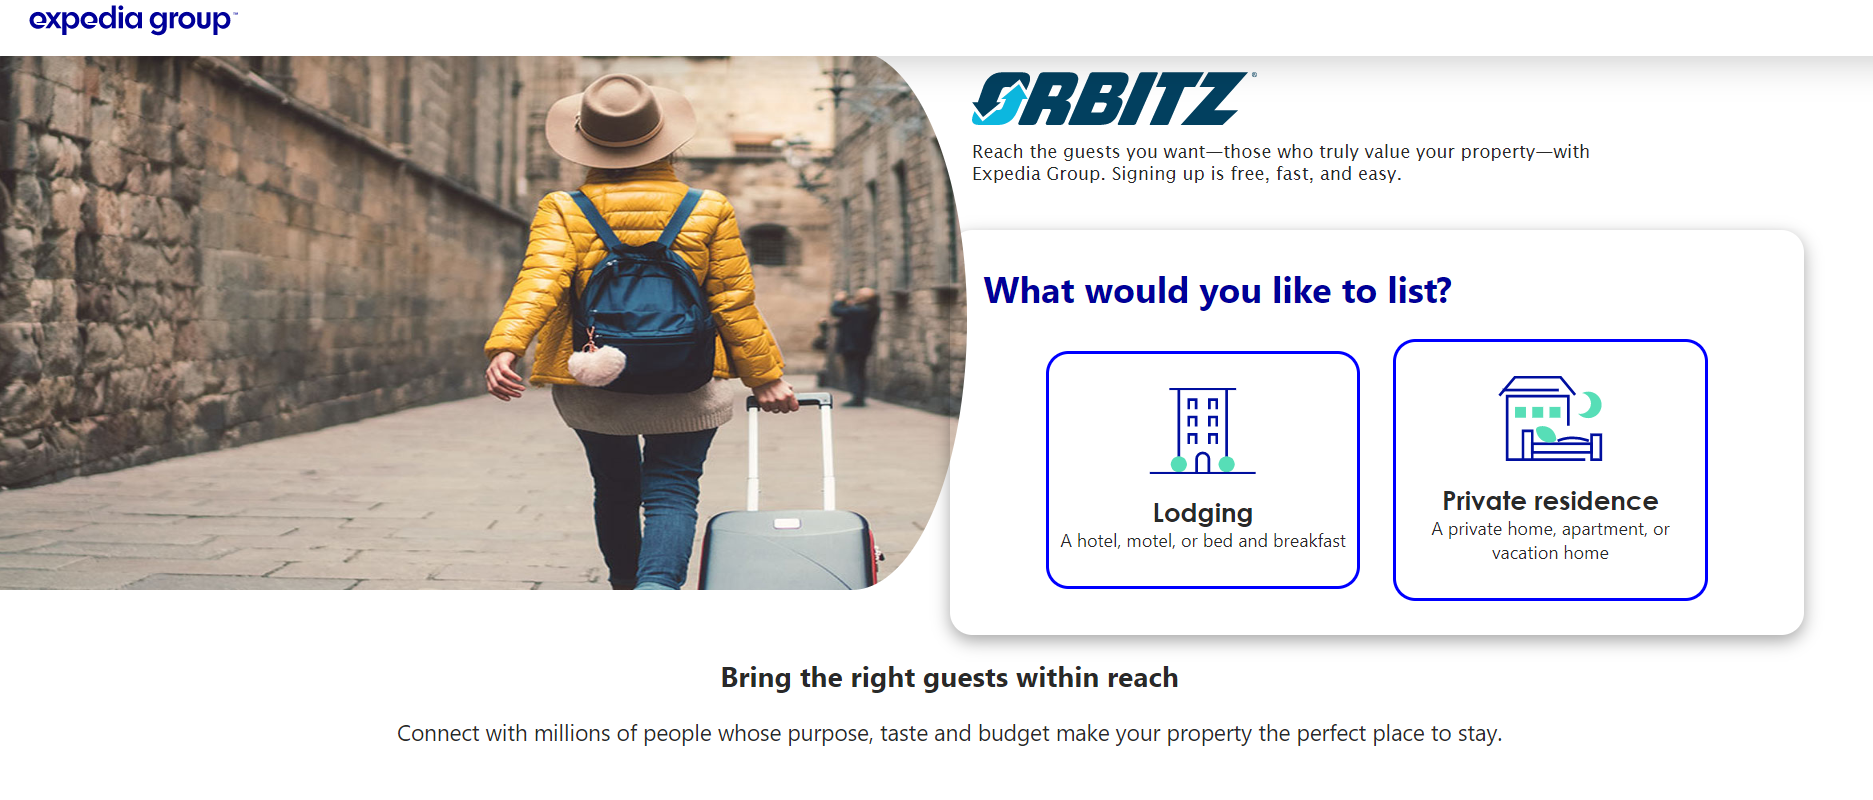 expedia group™
ORBITZ®
Reach the guests you want—those who truly value your property—with
Expedia Group. Signing up is free, fast, and easy.
What would you like to list?
Lodging
A hotel, motel, or bed and breakfast
Private residence
A private home, apartment, or
vacation home
Bring the right guests within reach
Connect with millions of people whose purpose, taste and budget make your property the perfect place to stay.